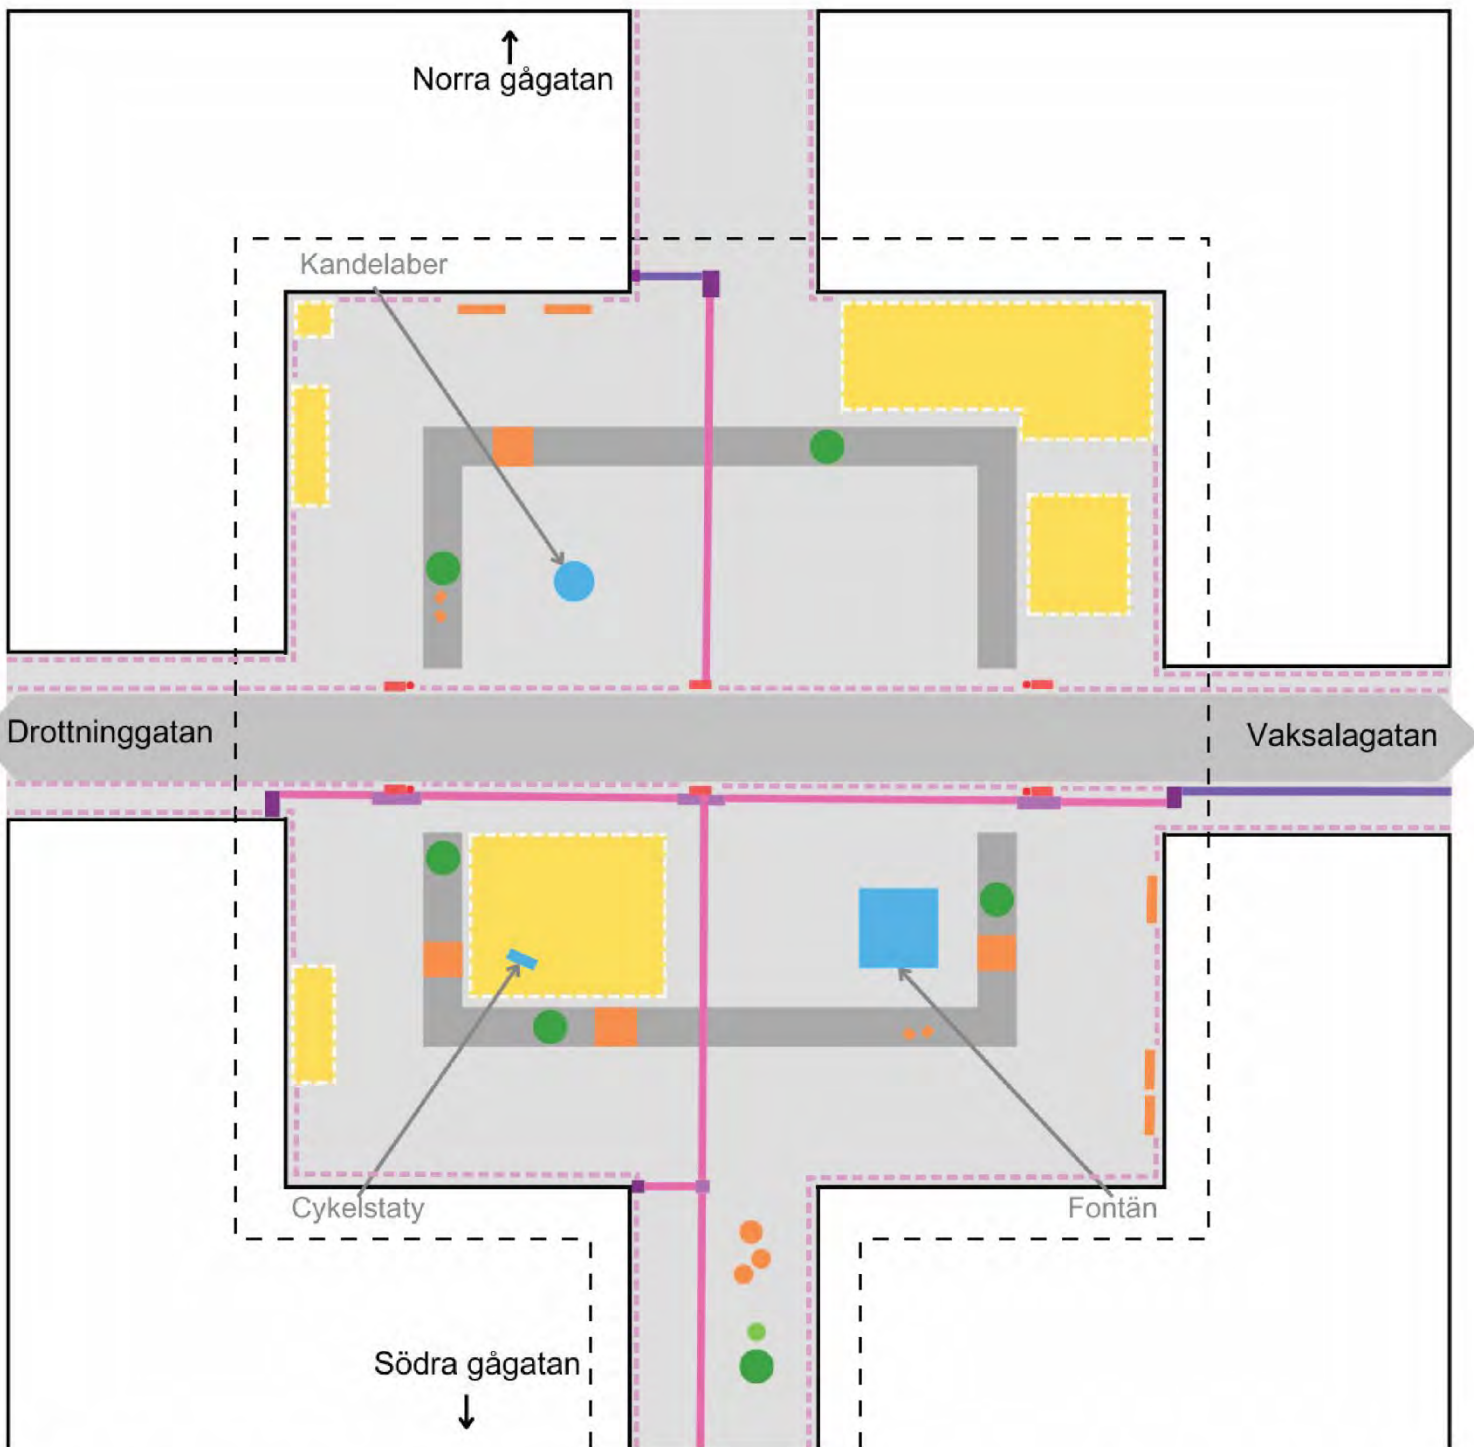 Norra gågatan
Kandelaber
Drottninggatan
Vaksalagatan
Cykelstaty
Fontän
Södra gågatan